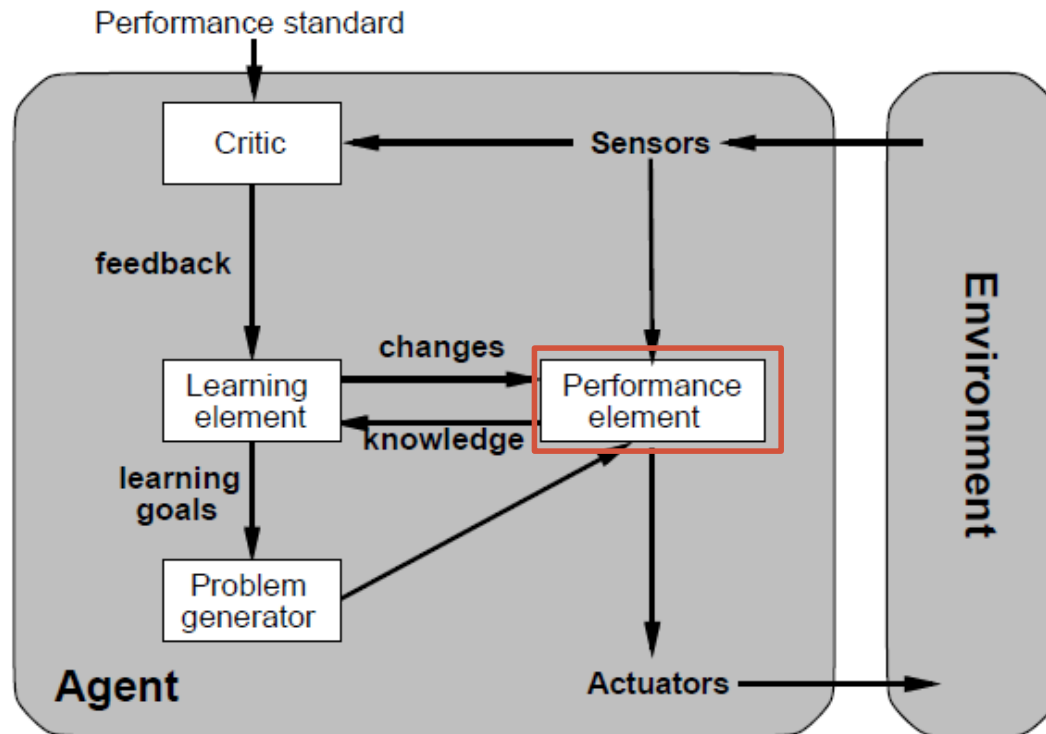 Performance standard
Critic
Sensors
feedback
changes
Learning
element
Performance
element
knowledge
learning
goals
Problem
generator
Agent
Actuators
Environment